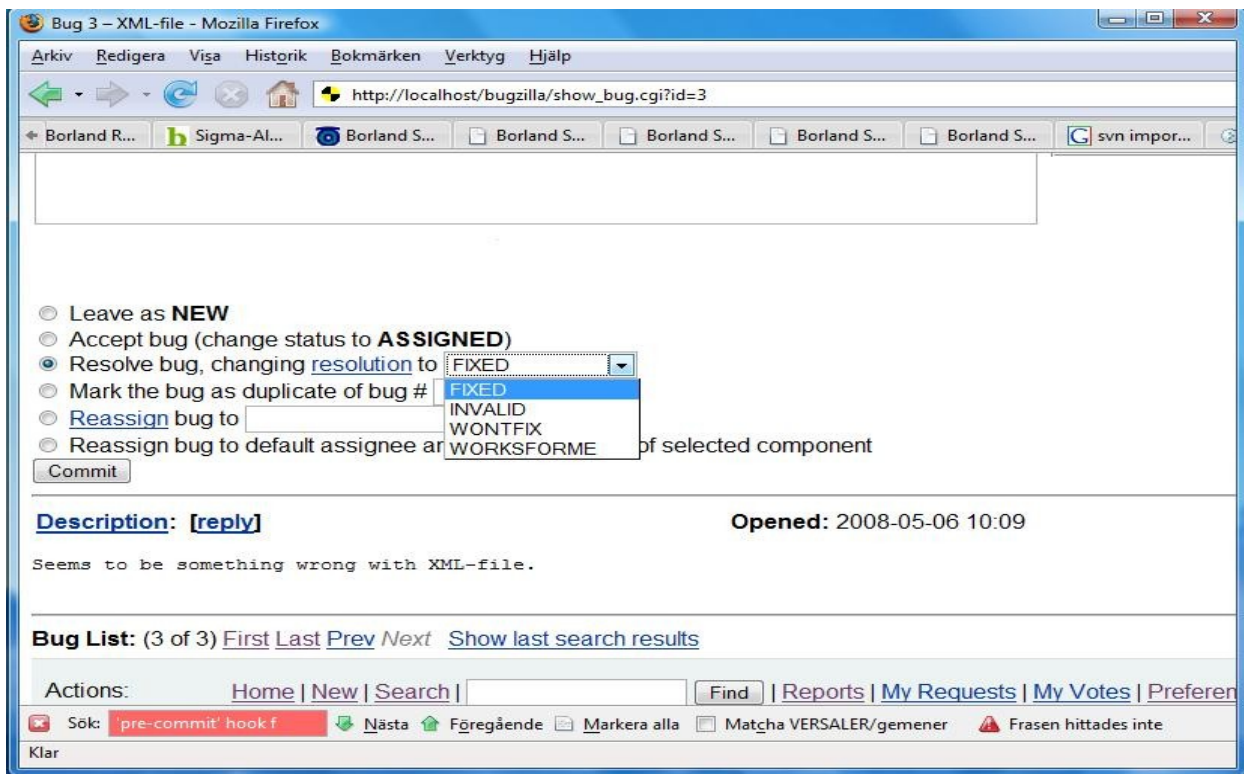 Bug 3 – XML-file - Mozilla Firefox
Arkiv Redigera Visa Historik Bokmärken Verktyg Hjälp
http://localhost/bugzilla/show_bug.cgi?id=3
Borland R... Sigma-Al... Borland S... Borland S... Borland S... Borland S... Borland S... svn impor...
Leave as NEW
Accept bug (change status to ASSIGNED)
Resolve bug, changing resolution to FIXED
Mark the bug as duplicate of bug # FIXED
INVALID
Reassign bug to WONTFIX
Reassign bug to default assignee WORKSFORME of selected component
Commit
Description: [reply] Opened: 2008-05-06 10:09
Seems to be something wrong with XML-file.
Bug List: (3 of 3) First Last Prev Next Show last search results
Actions: Home | New | Search | Find | Reports | My Requests | My Votes | Preferen
Sök: 'pre-commit' hook f Nästa Föregående Markera alla Matcha VERSALER/gemener Frasen hittades inte
Klar